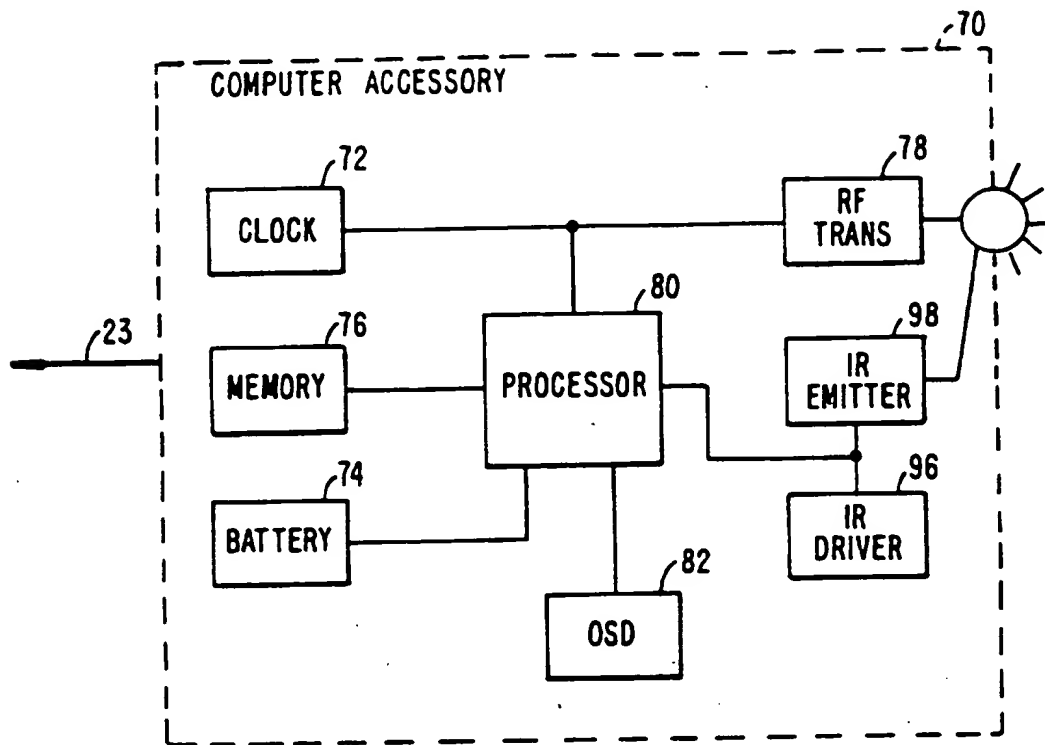 70
COMPUTER ACCESSORY
72
CLOCK
78
RF
TRANS
80
PROCESSOR
23
76
MEMORY
98
IR
EMITTER
74
BATTERY
96
IR
DRIVER
82
OSD